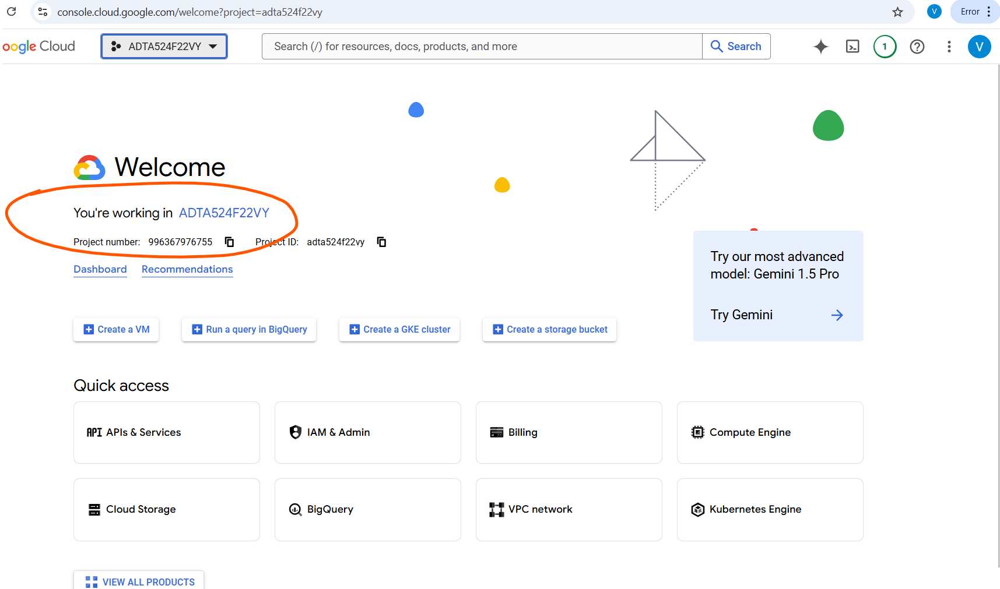 console.cloud.google.com/welcome?project=adta524f22vy
V
Error
oogle Cloud
ADTA524F22VY
Search (/) for resources, docs, products, and more
Search
1
V
Welcome
You're working in ADTA524F22VY
Project number: 996367976755 Project ID: adta524f22vy
Dashboard Recommendations
Try our most advanced
model: Gemini 1.5 Pro
Try Gemini
Create a VM
Run a query in BigQuery
Create a GKE cluster
Create a storage bucket
Quick access
API APIs & Services
IAM & Admin
Billing
Compute Engine
Cloud Storage
BigQuery
VPC network
Kubernetes Engine
VIEW ALL PRODUCTS